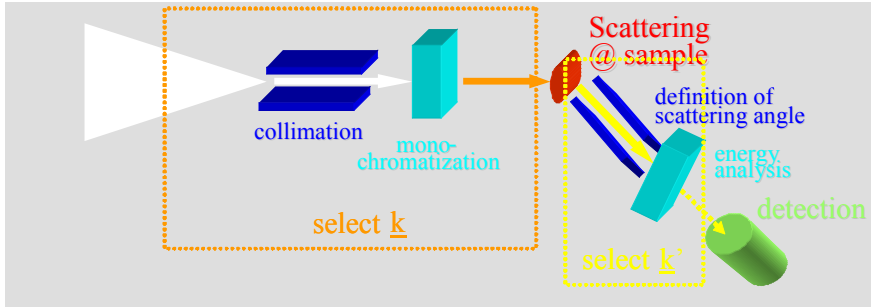 Scattering
@ sample
collimation
mono-
chromatization
definition of
scattering angle
energy
analysis
select k
detection
select k'